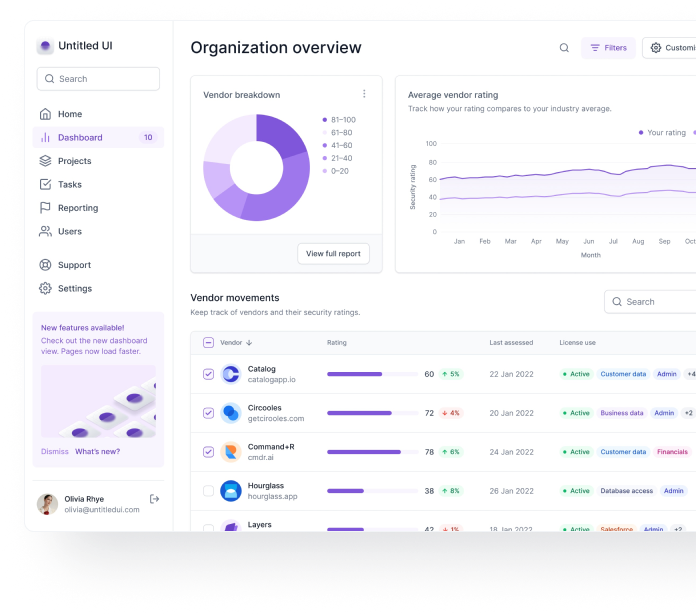 Untitled UI
Search
Home
Dashboard 10
Projects
Tasks
Reporting
Users
Support
Settings
New features available!
Check out the new dashboard
view. Pages now load faster.
Dismiss What's new?
Olivia Rhye
olivia@untitledui.com
Organization overview
Filters
Customi
Vendor breakdown
81–100
61–80
41–60
21–40
0–20
View full report
Average vendor rating
Track how your rating compares to your industry average.
Your rating
100
80
60
40
20
0
Security rating
Jan Feb Mar Apr May Jun Jul Aug Sep Oct
Month
Vendor movements
Keep track of vendors and their security ratings.
Search
Vendor Rating Last assessed License use
Catalog
catalogapp.io
60 5% 22 Jan 2022 Active Customer data Admin +4
Circooles
getcirooles.com
72 4% 20 Jan 2022 Active Business data Admin +2
Command+R
cmdr.ai
78 6% 24 Jan 2022 Active Customer data Financials
Hourglass
hourglass.app
38 8% 26 Jan 2022 Active Database access Admin
Layers
42 1% 18 Jan 2022 Active Salesforce Admin +2